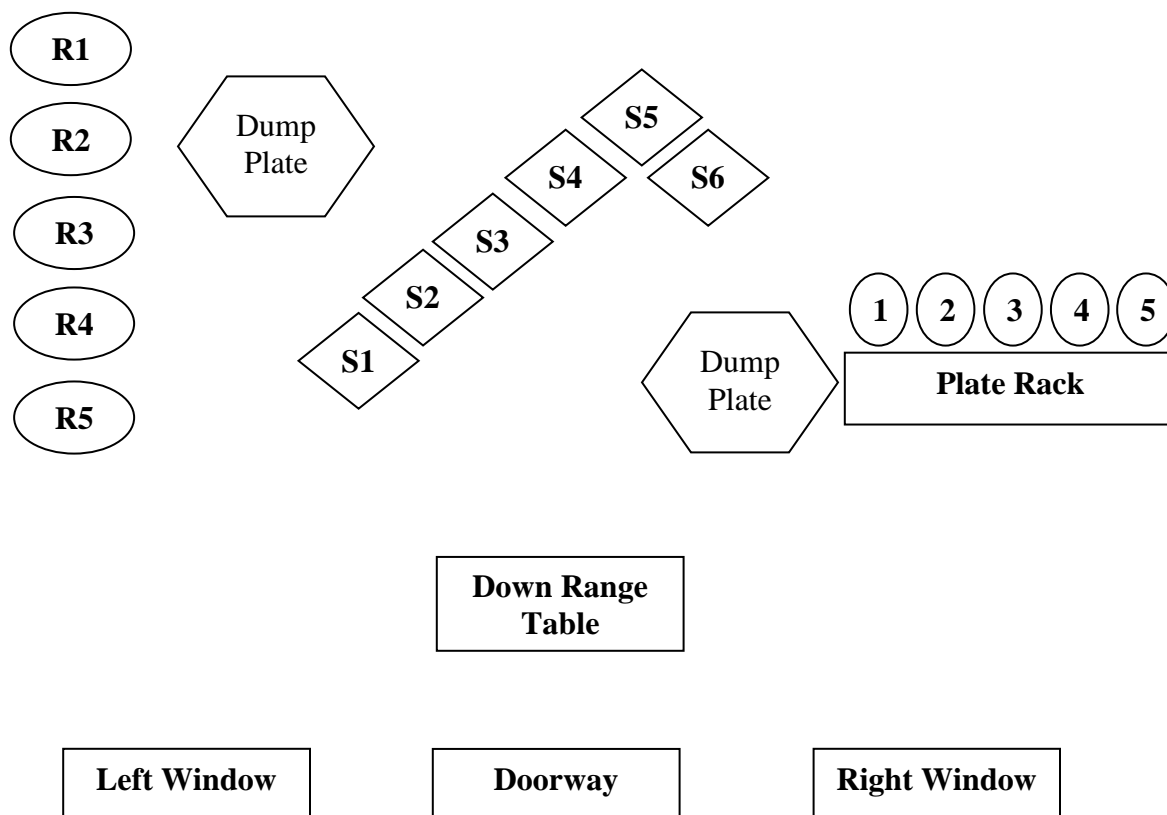 R1
R2
R3
R4
R5
Dump
Plate
S1
S2
S3
S4
S5
S6
Dump
Plate
1
2
3
4
5
Plate Rack
Down Range
Table
Left Window
Doorway
Right Window